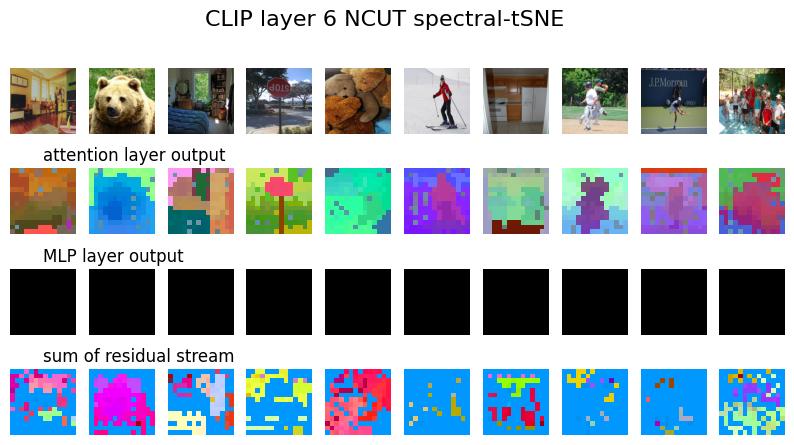 CLIP layer 6 NCUT spectral-tSNE
STOP
J.P.Morgan
attention layer output
MLP layer output
sum of residual stream